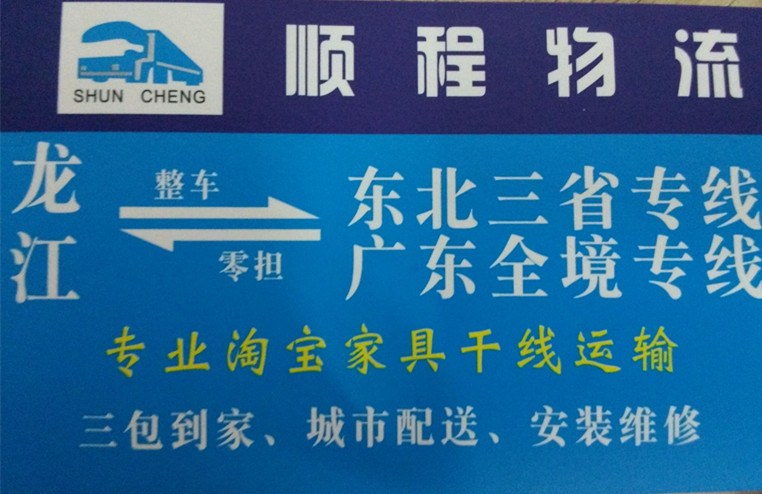 SHUN CHENG
顺程物流
龙江
整车
零担
东北三省专线
广东全境专线
专业淘宝家具干线运输
三包到家、城市配送、安装维修